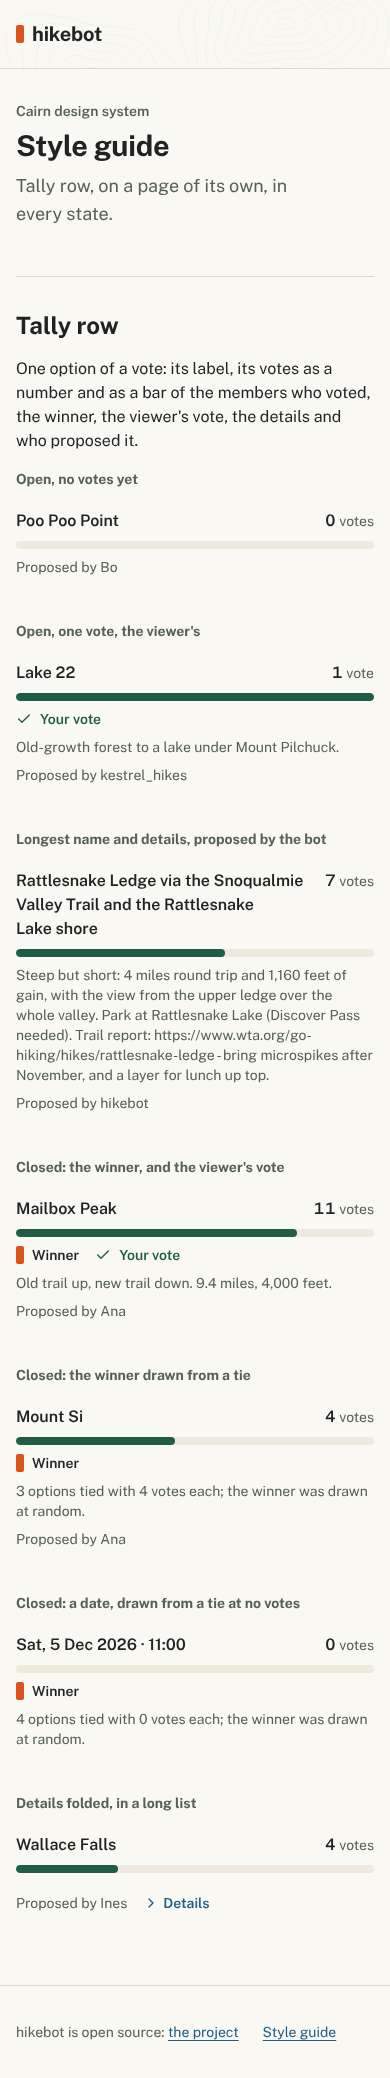 hikebot
Cairn design system
Style guide
Tally row, on a page of its own, in
every state.
Tally row
One option of a vote: its label, its votes as a
number and as a bar of the members who voted,
the winner, the viewer's vote, the details and
who proposed it.
Open, no votes yet
Poo Poo Point 0 votes
Proposed by Bo
Open, one vote, the viewer's
Lake 22 1 vote
Your vote
Old-growth forest to a lake under Mount Pilchuck.
Proposed by kestrel_hikes
Longest name and details, proposed by the bot
Rattlesnake Ledge via the Snoqualmie 7 votes
Valley Trail and the Rattlesnake
Lake shore
Steep but short: 4 miles round trip and 1,160 feet of
gain, with the view from the upper ledge over the
whole valley. Park at Rattlesnake Lake (Discover Pass
needed). Trail report: https://www.wta.org/go-
hiking/hikes/rattlesnake-ledge - bring microspikes after
November, and a layer for lunch up top.
Proposed by hikebot
Closed: the winner, and the viewer's vote
Mailbox Peak 11 votes
Winner Your vote
Old trail up, new trail down. 9.4 miles, 4,000 feet.
Proposed by Ana
Closed: the winner drawn from a tie
Mount Si 4 votes
Winner
3 options tied with 4 votes each; the winner was drawn
at random.
Proposed by Ana
Closed: a date, drawn from a tie at no votes
Sat, 5 Dec 2026 · 11:00 0 votes
Winner
4 options tied with 0 votes each; the winner was drawn
at random.
Details folded, in a long list
Wallace Falls 4 votes
Proposed by Ines Details
hikebot is open source: the project Style guide